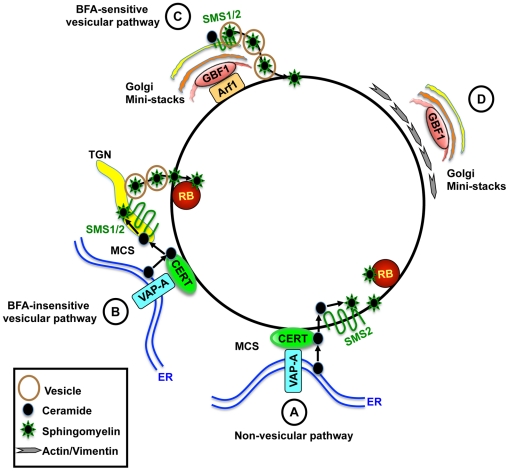 BFA-sensitive
vesicular pathway
C
SMS1/2
GBF1
Arf1
Golgi
Mini-stacks
D
GBF1
Golgi
Mini-stacks
TGN
RB
SMS1/2
MCS
CERT
VAP-A
B
BFA-insensitive
vesicular pathway
ER
RB
SMS2
MCS
CERT
VAP-A
ER
A
Non-vesicular pathway
Vesicle
Ceramide
Sphingomyelin
Actin/Vimentin